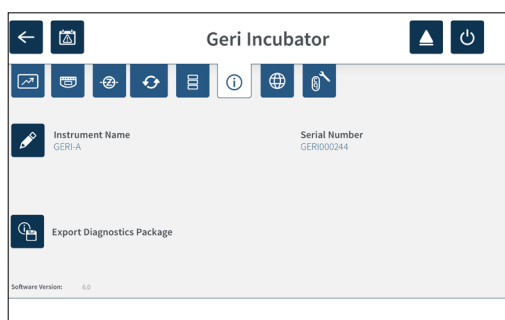 Geri Incubator
Instrument Name
GERI-A
Serial Number
GERI000244
Export Diagnostics Package
Software Version: 6.0